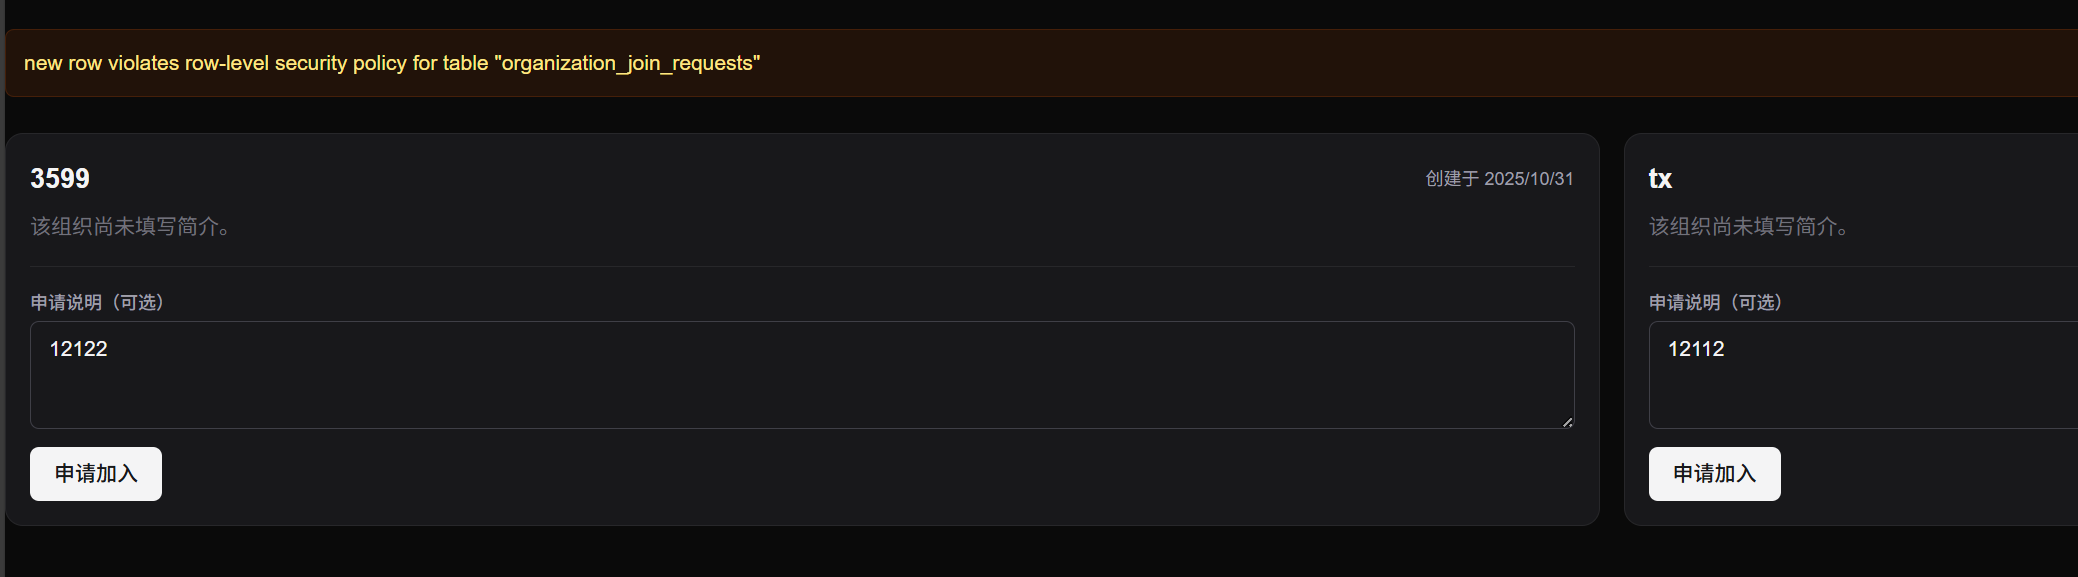 new row violates row-level security policy for table "organization_join_requests"
3599
创建于 2025/10/31
该组织尚未填写简介。
申请说明（可选）
12122
申请加入
tx
该组织尚未填写简介。
申请说明（可选）
12112
申请加入